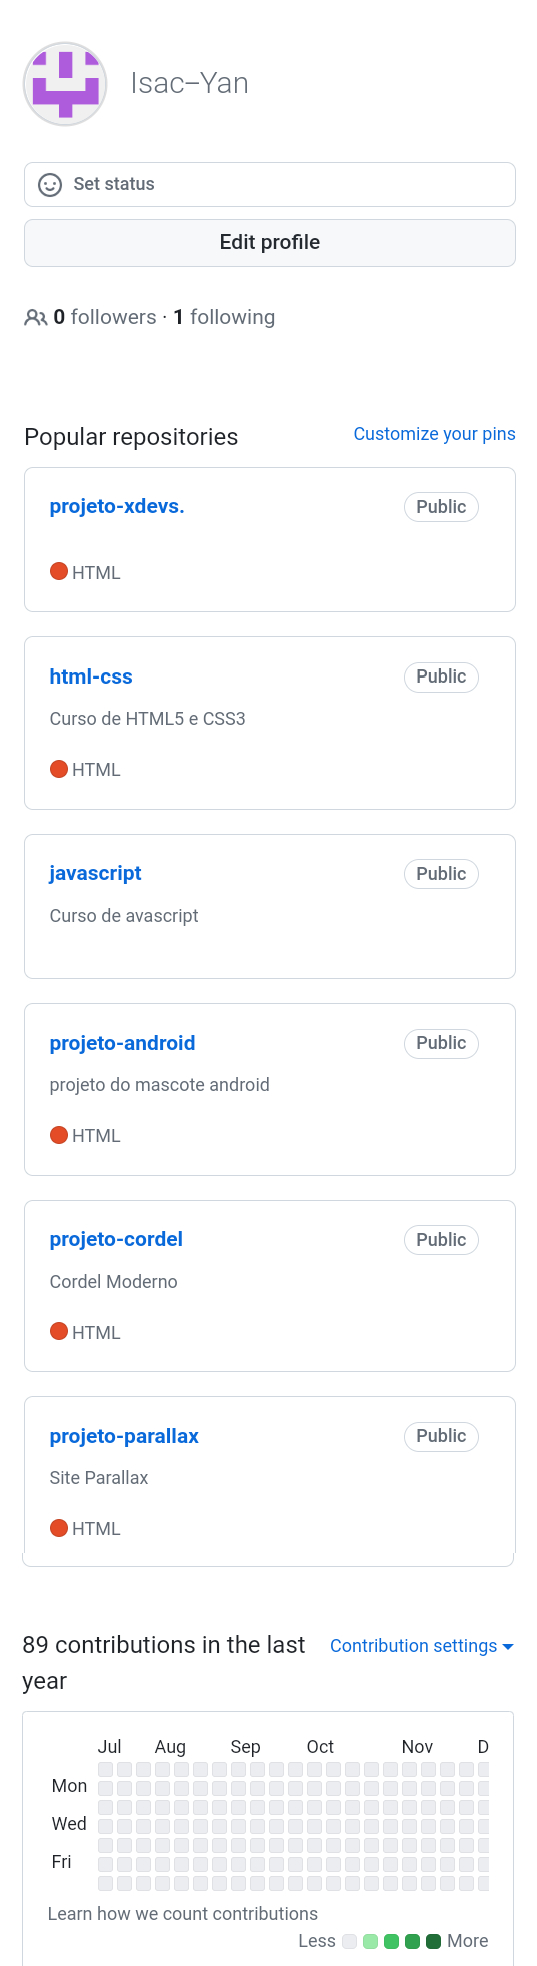 Isac-Yan
Set status
Edit profile
0 followers · 1 following
Popular repositories
Customize your pins
projeto-xdevs.
Public
HTML
html-css
Public
Curso de HTML5 e CSS3
HTML
javascript
Public
Curso de avascript
projeto-android
Public
projeto do mascote android
HTML
projeto-cordel
Public
Cordel Moderno
HTML
projeto-parallax
Public
Site Parallax
HTML
89 contributions in the last
year
Contribution settings
Jul Aug Sep Oct Nov D
Mon
Wed
Fri
Learn how we count contributions
Less More